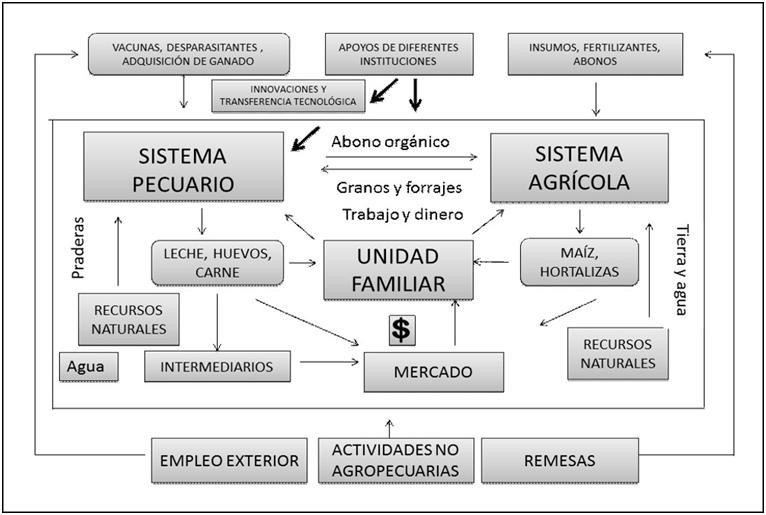 VACUNAS, DESPARASITANTES ,
ADQUISICIÓN DE GANADO
APOYOS DE DIFERENTES
INSTITUCIONES
INSUMOS, FERTILIZANTES,
ABONOS
INNOVACIONES Y
TRANSFERENCIA TECNOLÓGICA
SISTEMA
PECUARIO
Abono orgánico
Granos y forrajes
Trabajo y dinero
SISTEMA
AGRÍCOLA
Praderas
LECHE, HUEVOS,
CARNE
UNIDAD
FAMILIAR
MAÍZ,
HORTALIZAS
Tierra y agua
RECURSOS
NATURALES
$
RECURSOS
NATURALES
Agua
INTERMEDIARIOS
MERCADO
EMPLEO EXTERIOR
ACTIVIDADES NO
AGROPECUARIAS
REMESAS